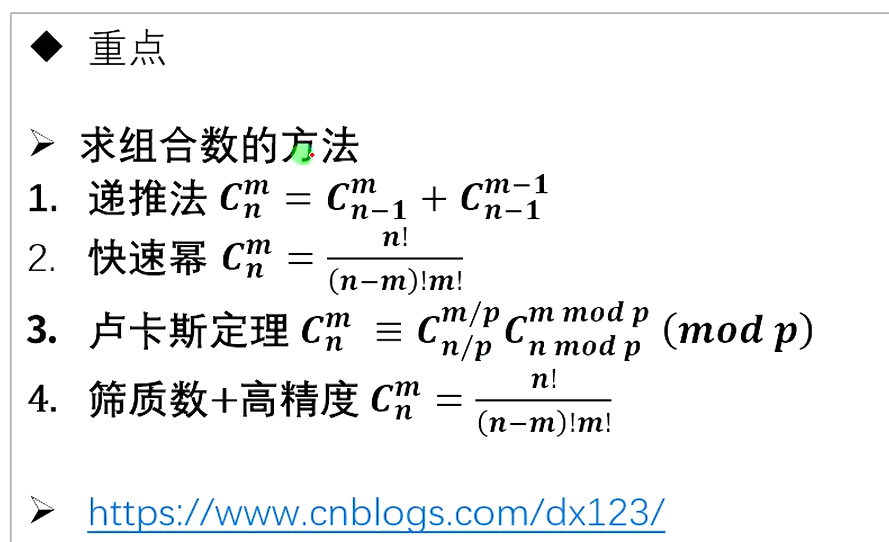 ◆ 重点
➢ 求组合数的方法
1. 递推法 $C_n^m = C_{n-1}^m + C_{n-1}^{m-1}$
2. 快速幂 $C_n^m = \frac{n!}{(n-m)!m!}$
3. 卢卡斯定理 $C_n^m \equiv C_{n/p}^{m/p} C_{n \bmod p}^{m \bmod p} \ (mod\ p)$
4. 筛质数+高精度 $C_n^m = \frac{n!}{(n-m)!m!}$
➢ https://www.cnblogs.com/dx123/